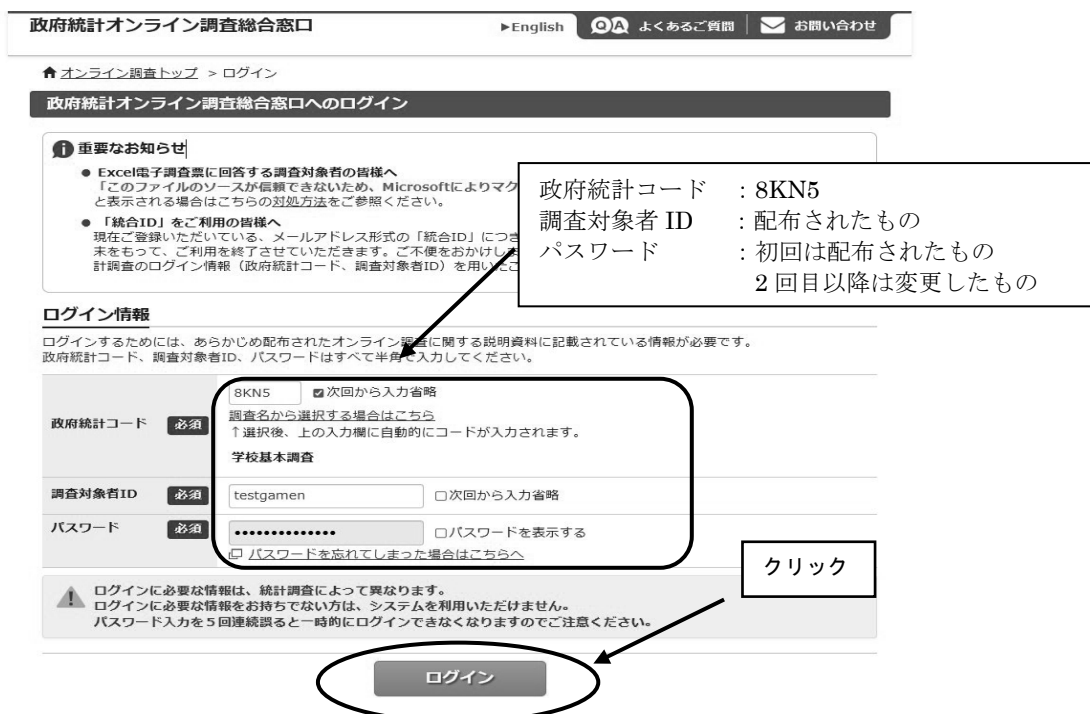 政府統計オンライン調査総合窓口
▶English
QA よくあるご質問
お問い合わせ
オンライン調査トップ > ログイン
政府統計オンライン調査総合窓口へのログイン
重要なお知らせ
● Excel電子調査票に回答する調査対象者の皆様へ
「このファイルのソースが信頼できないため、Microsoftによりマク
と表示される場合はこちらの対処方法をご参照ください。
● 「統合ID」をご利用の皆様へ
現在ご登録いただいている、メールアドレス形式の「統合ID」につき
末をもって、ご利用を終了させていただきます。ご不便をおかけしま
計調査のログイン情報（政府統計コード、調査対象者ID）を用い
政府統計コード ：8KN5
調査対象者 ID ：配布されたもの
パスワード ：初回は配布されたもの
2 回目以降は変更したもの
ログイン情報
ログインするためには、あらかじめ配布されたオンライン調査に関する説明資料に記載されている情報が必要です。
政府統計コード、調査対象者ID、パスワードはすべて半角で入力してください。
政府統計コード 必須
8KN5 ☑次回から入力省略
調査名から選択する場合はこちら
↑選択後、上の入力欄に自動的にコードが入力されます。
学校基本調査
調査対象者ID 必須 testgamen □次回から入力省略
パスワード 必須 •••••••••••••• □パスワードを表示する
パスワードを忘れてしまった場合はこちらへ
クリック
ログインに必要な情報は、統計調査によって異なります。
ログインに必要な情報をお持ちでない方は、システムを利用いただけません。
パスワード入力を５回連続誤ると一時的にログインできなくなりますのでご注意ください。
ログイン